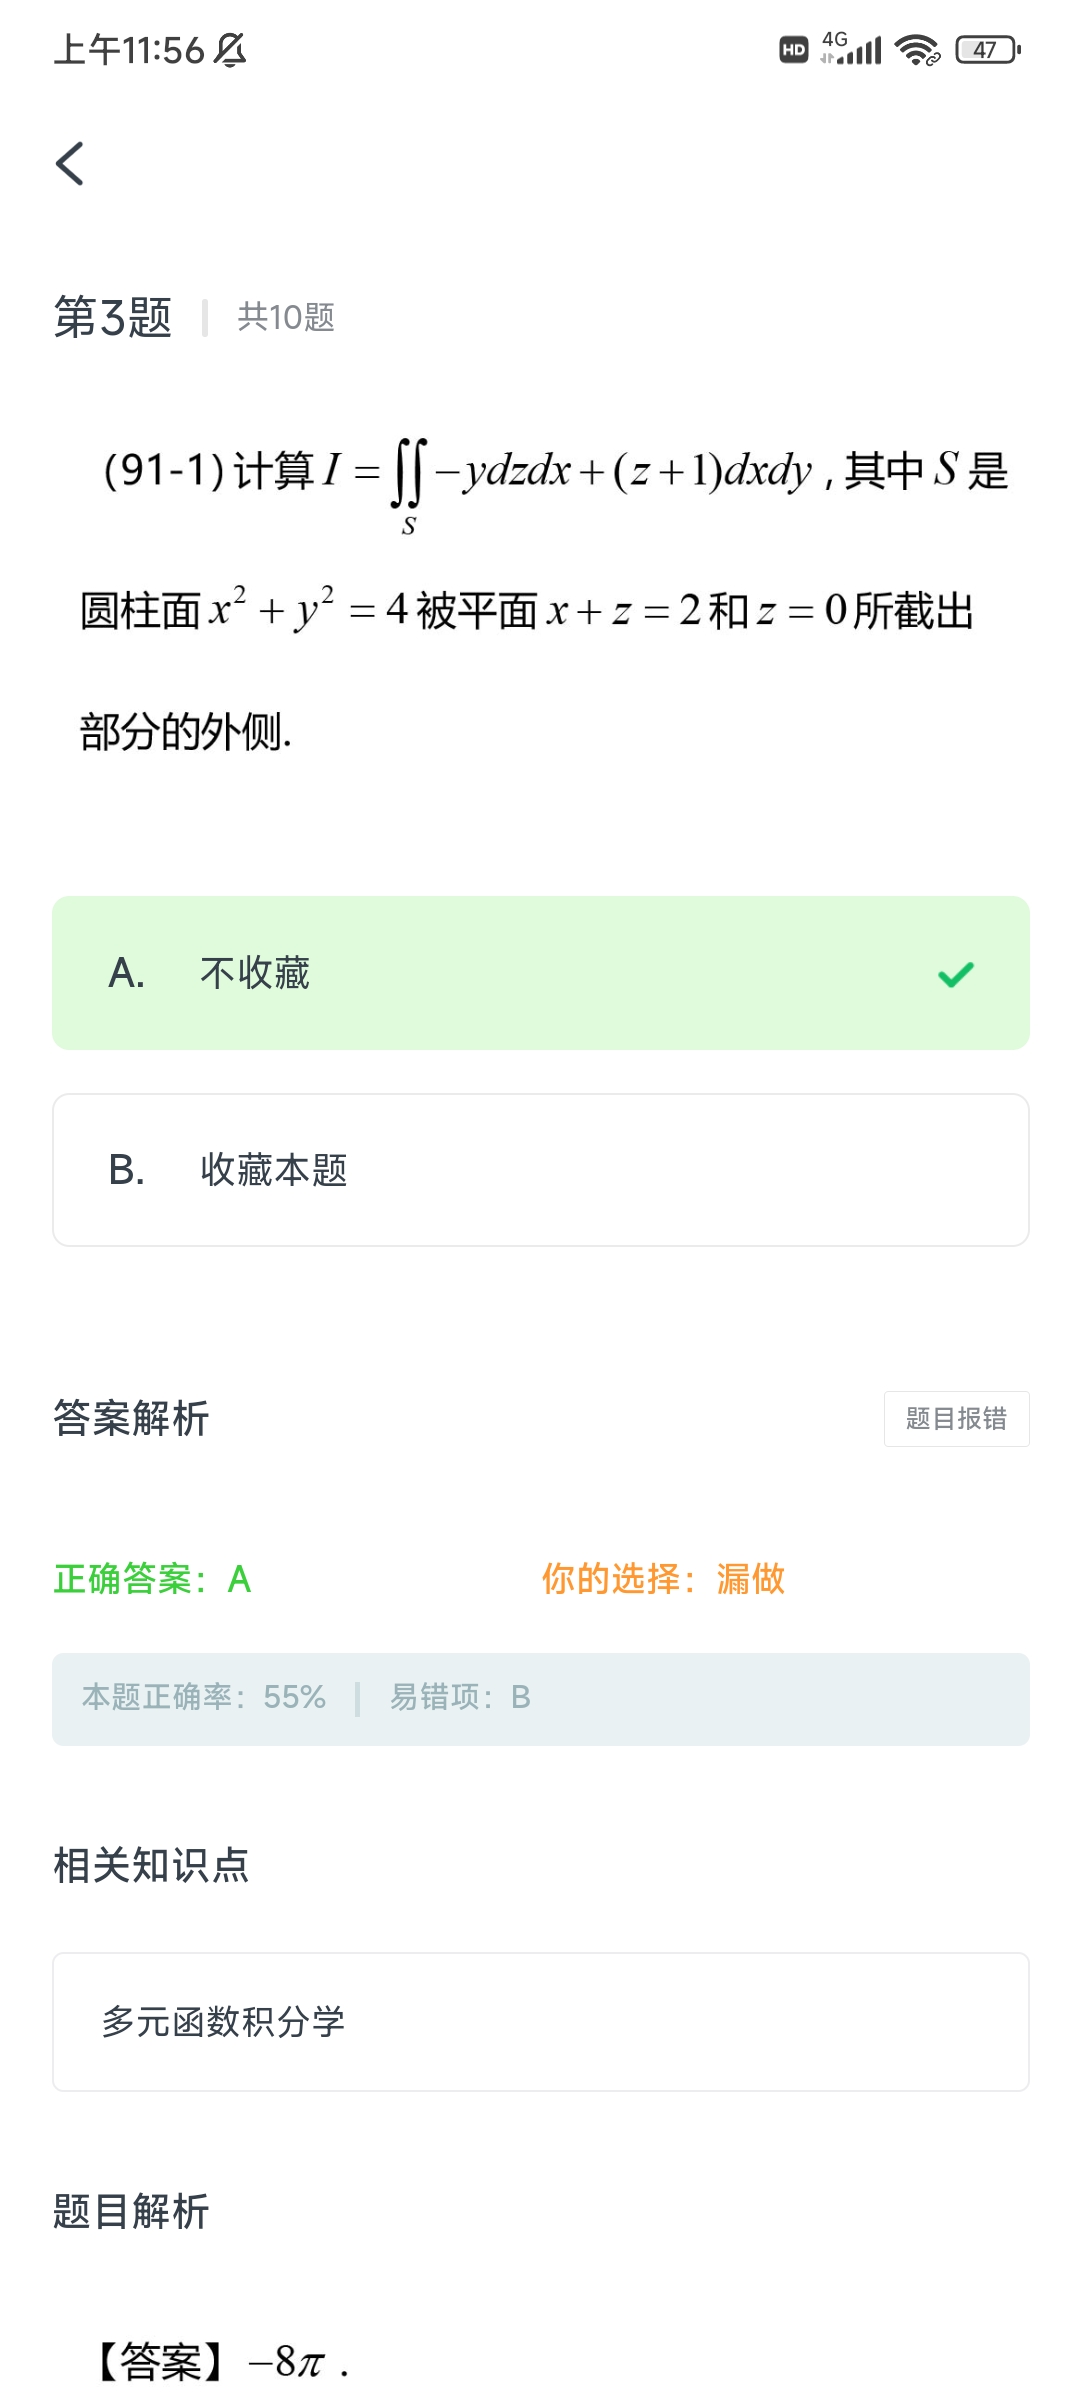 上午11:56
HD 4G 47
第3题 | 共10题
(91-1) 计算 I = ∬_S −ydzdx + (z+1)dxdy , 其中 S 是
圆柱面 x² + y² = 4 被平面 x + z = 2 和 z = 0 所截出
部分的外侧.
A. 不收藏
B. 收藏本题
答案解析 题目报错
正确答案：A 你的选择：漏做
本题正确率：55% | 易错项：B
相关知识点
多元函数积分学
题目解析
【答案】−8π .